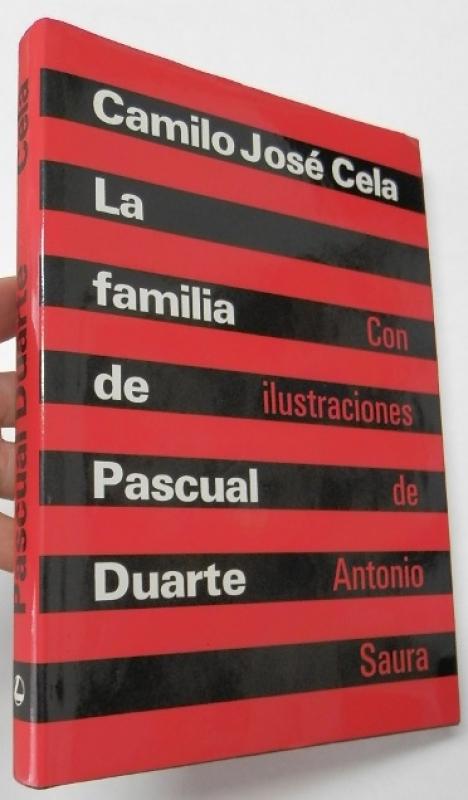 Camilo José Cela
La
familia
de
Pascual
Duarte
Con
ilustraciones
de
Antonio
Saura
Cela
Pascual Duarte